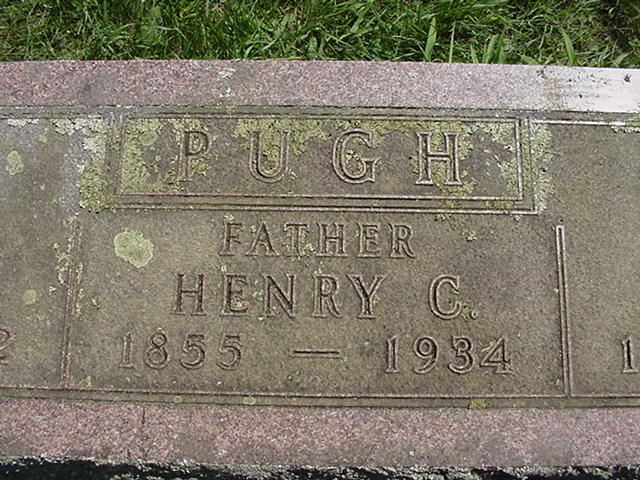 PUGH
FATHER
HENRY C.
1855 — 1934